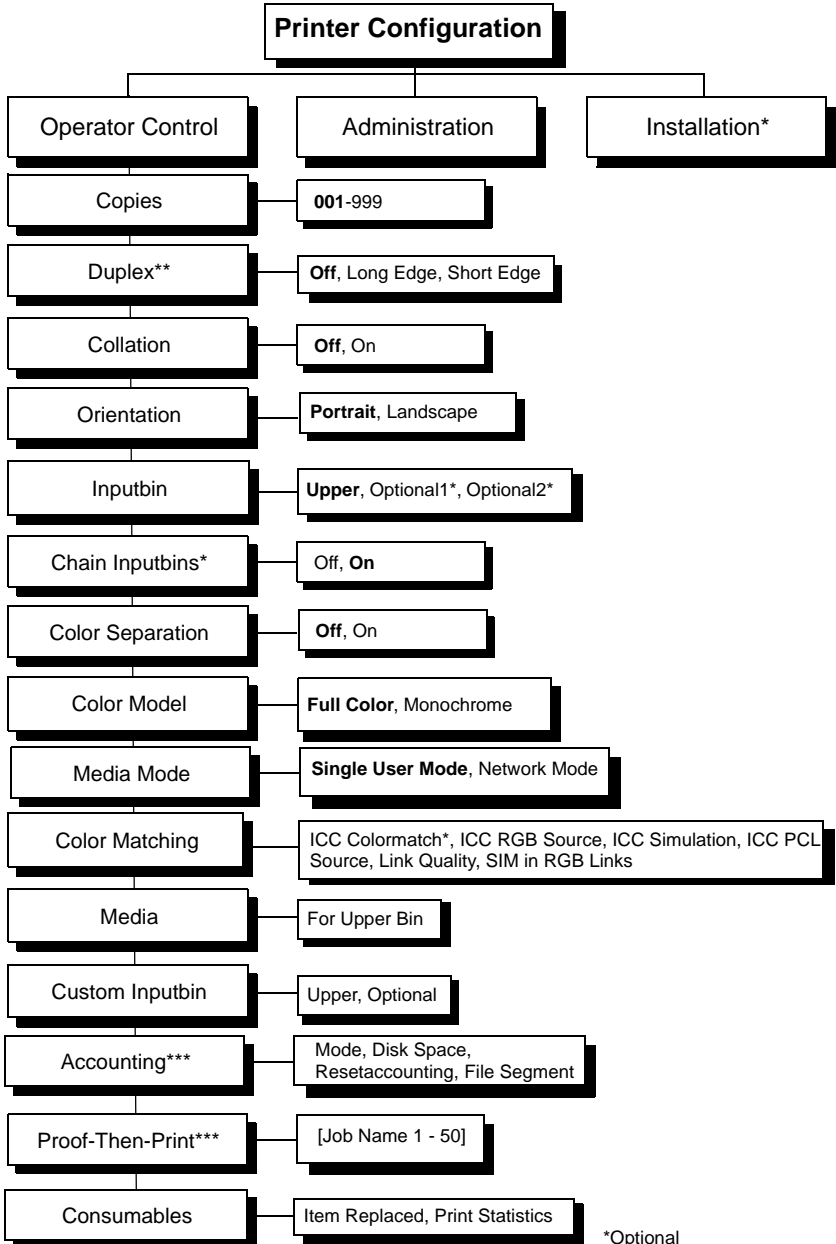 Printer Configuration
Operator Control
Administration
Installation*
Copies
001-999
Duplex**
Off, Long Edge, Short Edge
Collation
Off, On
Orientation
Portrait, Landscape
Inputbin
Upper, Optional1*, Optional2*
Chain Inputbins*
Off, On
Color Separation
Off, On
Color Model
Full Color, Monochrome
Media Mode
Single User Mode, Network Mode
Color Matching
ICC Colormatch*, ICC RGB Source, ICC Simulation, ICC PCL
Source, Link Quality, SIM in RGB Links
Media
For Upper Bin
Custom Inputbin
Upper, Optional
Accounting***
Mode, Disk Space,
Resetaccounting, File Segment
Proof-Then-Print***
[Job Name 1 - 50]
Consumables
Item Replaced, Print Statistics
*Optional